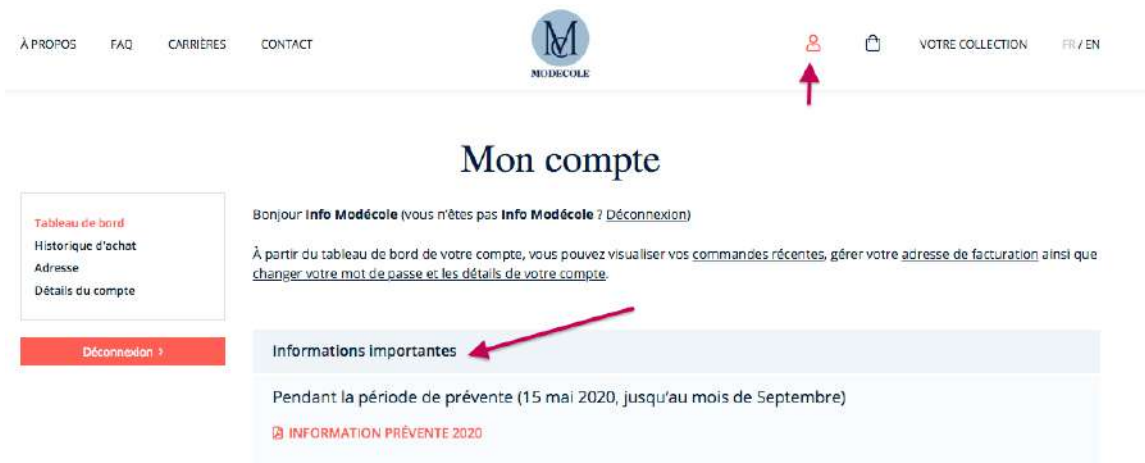 À PROPOS FAQ CARRIÈRES CONTACT MC MODECOLE VOTRE COLLECTION FR / EN
Mon compte
Tableau de bord
Historique d'achat
Adresse
Détails du compte
Déconnexion ›
Bonjour Info Modécole (vous n'êtes pas Info Modécole ? Déconnexion)
À partir du tableau de bord de votre compte, vous pouvez visualiser vos commandes récentes, gérer votre adresse de facturation ainsi que
changer votre mot de passe et les détails de votre compte.
Informations importantes
Pendant la période de prévente (15 mai 2020, jusqu'au mois de Septembre)
INFORMATION PRÉVENTE 2020